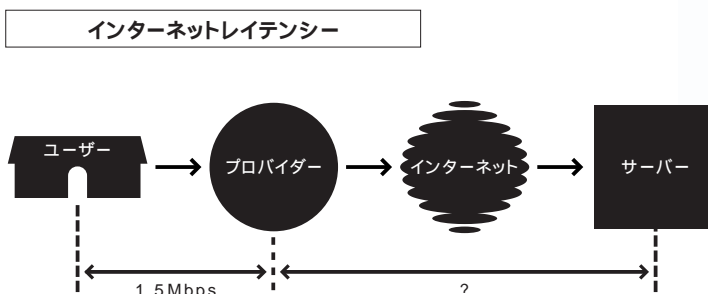 インターネットレイテンシー
ユーザー
プロバイダー
インターネット
サーバー
1.5Mbps
?